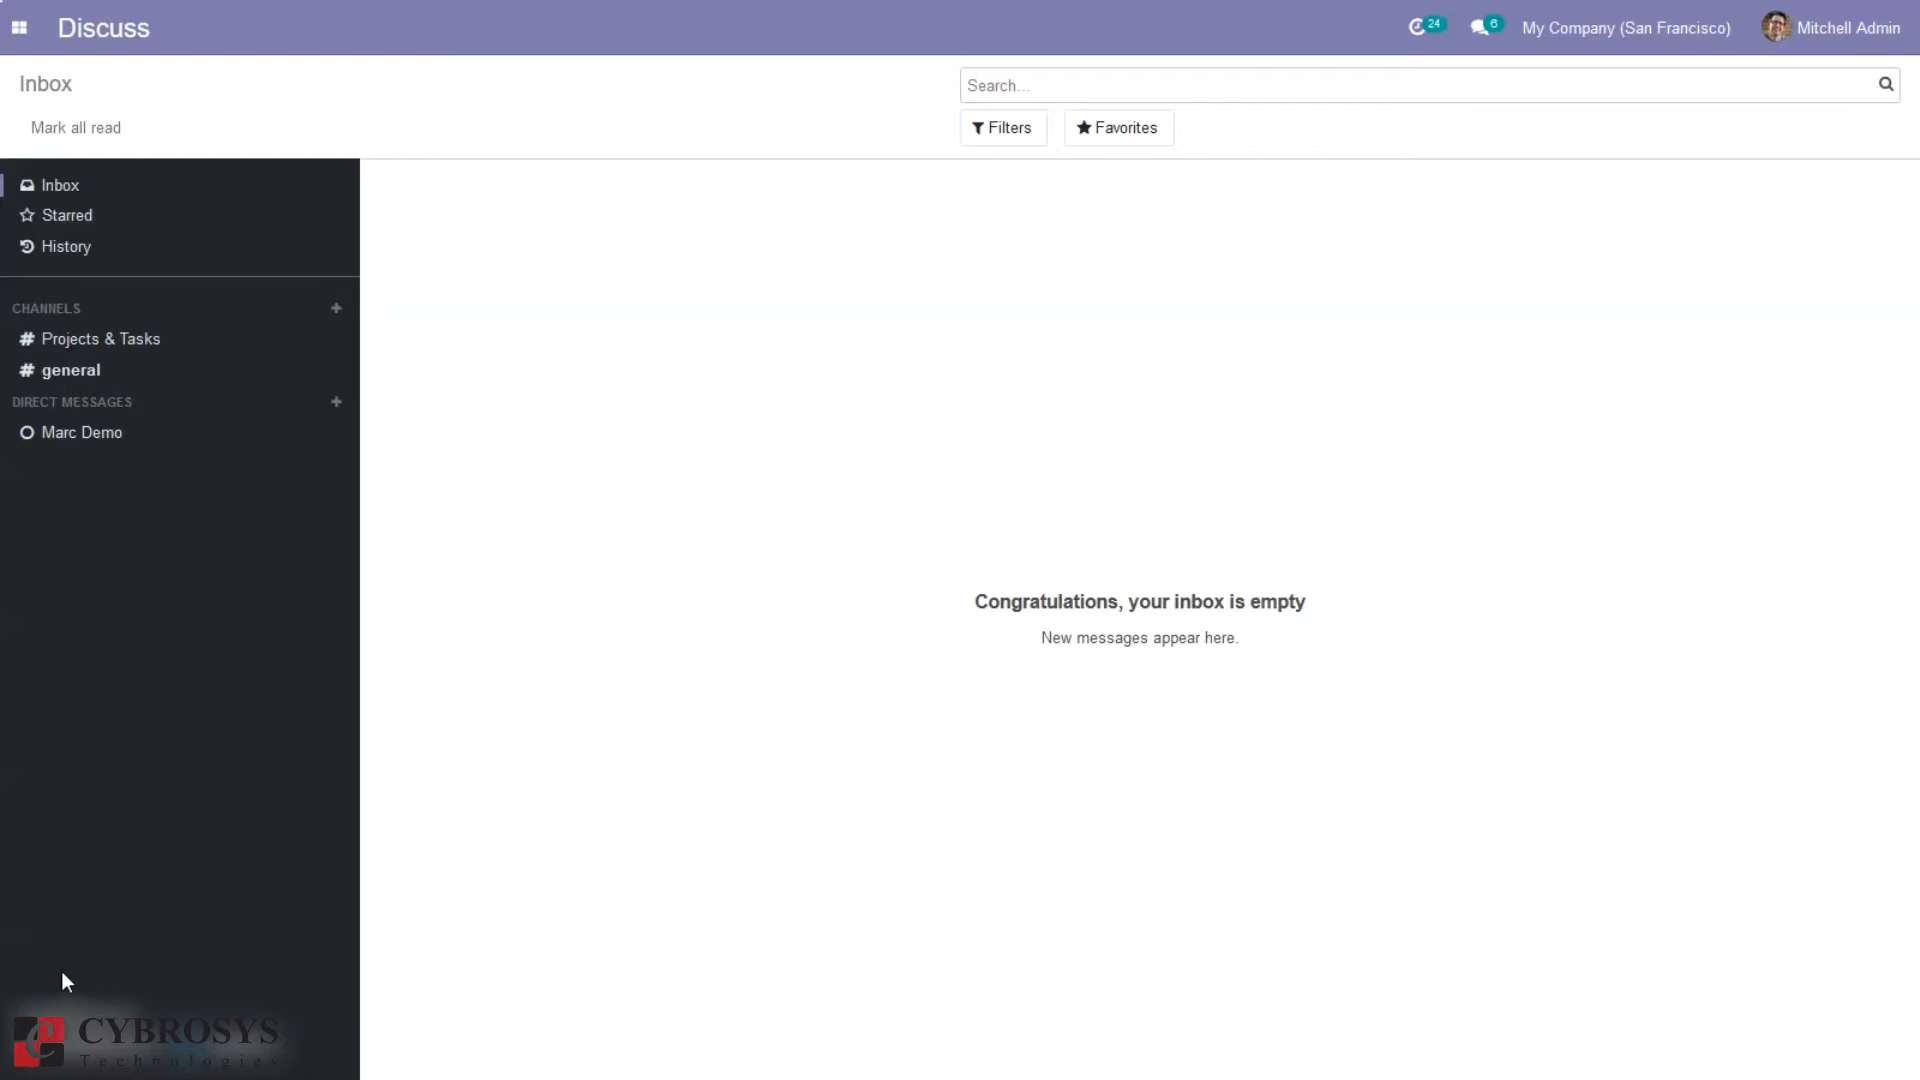 Discuss
24
6
My Company (San Francisco)
Mitchell Admin
Inbox
Search...
Mark all read
Filters
Favorites
Inbox
Starred
History
CHANNELS
# Projects & Tasks
# general
DIRECT MESSAGES
Marc Demo
Congratulations, your inbox is empty
New messages appear here.
CYBROSYS
Technologies